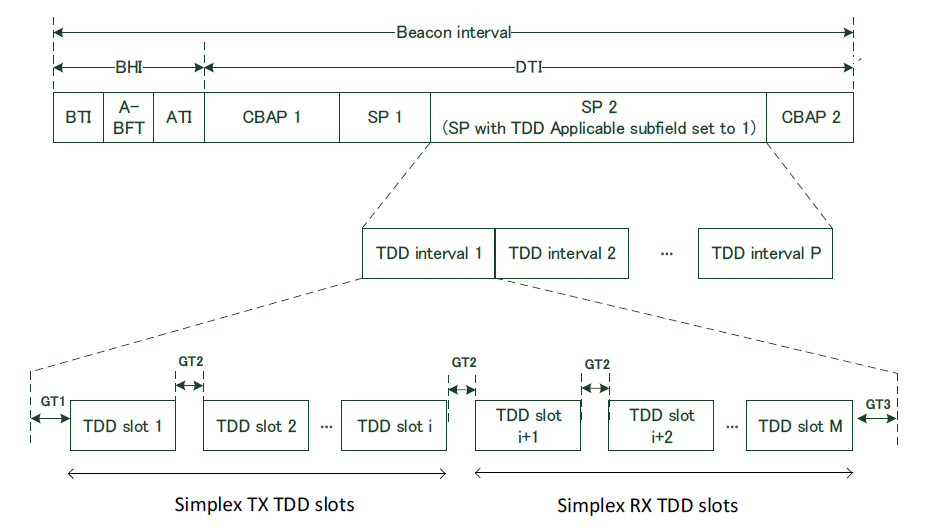 Beacon interval
BHI
DTI
BTI
A-
BFT
ATI
CBAP 1
SP 1
SP 2
(SP with TDD Applicable subfield set to 1)
CBAP 2
TDD interval 1
TDD interval 2
...
TDD interval P
GT1
GT2
GT2
GT2
GT3
TDD slot 1
TDD slot 2
...
TDD slot i
TDD slot
i+1
TDD slot
i+2
...
TDD slot M
Simplex TX TDD slots
Simplex RX TDD slots